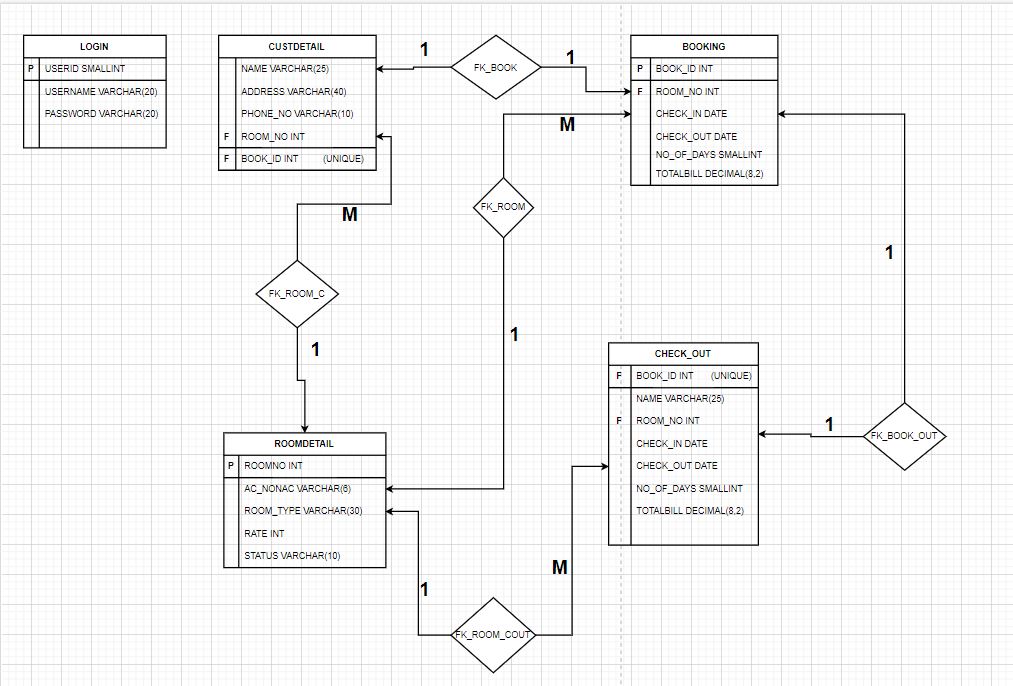 LOGIN
P USERID SMALLINT
USERNAME VARCHAR(20)
PASSWORD VARCHAR(20)
CUSTDETAIL
NAME VARCHAR(25)
ADDRESS VARCHAR(40)
PHONE_NO VARCHAR(10)
F ROOM_NO INT
F BOOK_ID INT (UNIQUE)
1
FK_BOOK
1
BOOKING
P BOOK_ID INT
F ROOM_NO INT
CHECK_IN DATE
CHECK_OUT DATE
NO_OF_DAYS SMALLINT
TOTALBILL DECIMAL(8,2)
M
FK_ROOM
1
M
FK_ROOM_C
1
1
CHECK_OUT
F BOOK_ID INT (UNIQUE)
NAME VARCHAR(25)
F ROOM_NO INT
CHECK_IN DATE
CHECK_OUT DATE
NO_OF_DAYS SMALLINT
TOTALBILL DECIMAL(8,2)
1
FK_BOOK_OUT
ROOMDETAIL
P ROOMNO INT
AC_NONAC VARCHAR(6)
ROOM_TYPE VARCHAR(30)
RATE INT
STATUS VARCHAR(10)
M
1
FK_ROOM_COUT